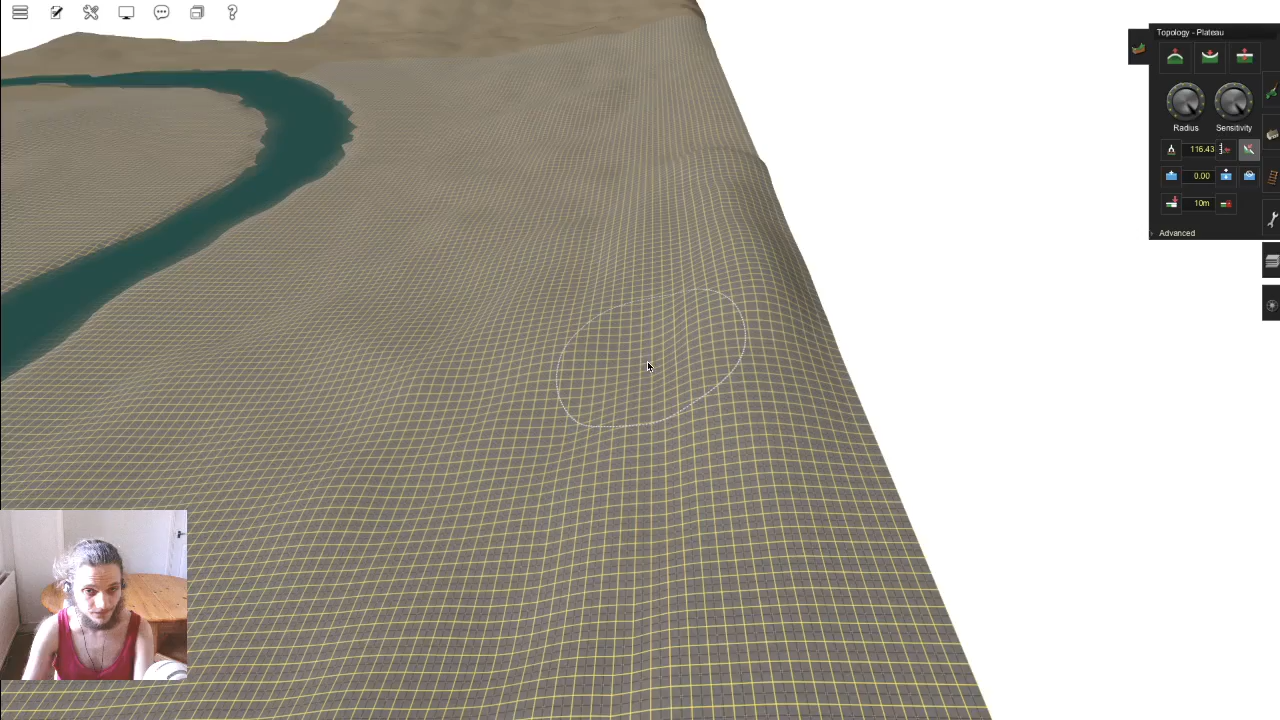 Topology - Plateau
Radius Sensitivity
116.43
0.00
10m
Advanced